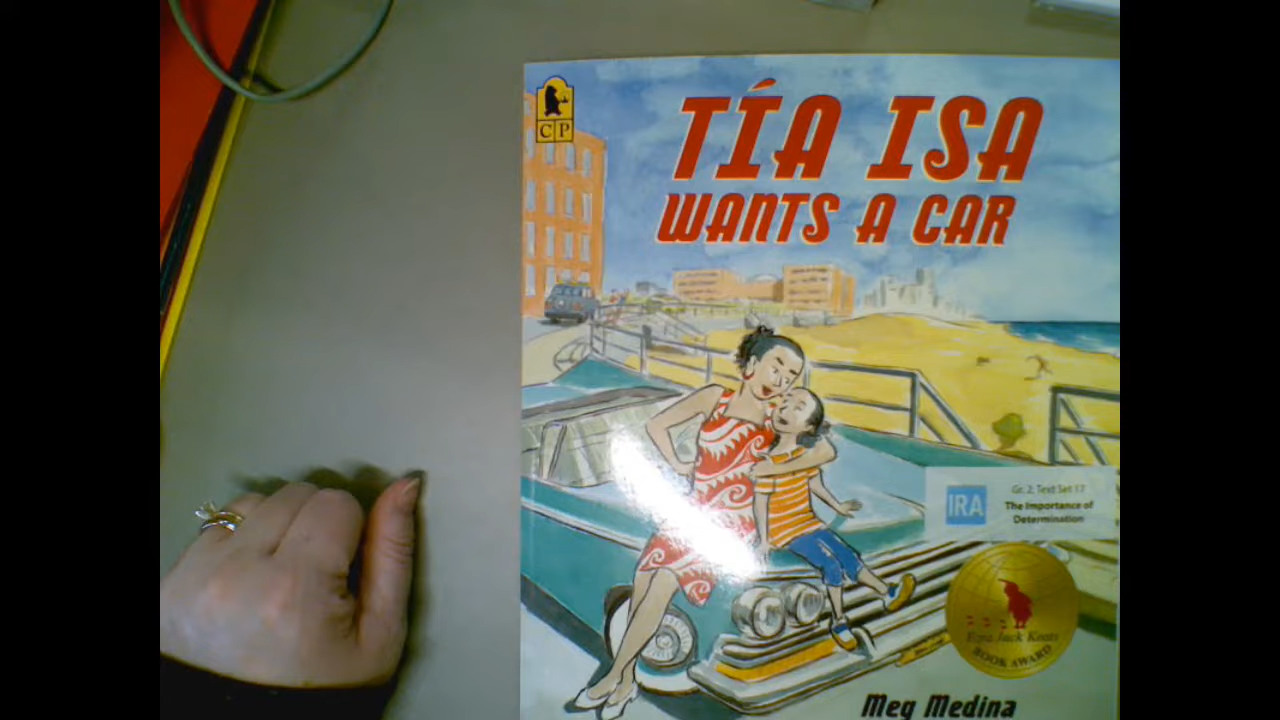 CP
TÍA ISA
WANTS A CAR
IRA
Gr. 2: Text Set 17
The Importance of
Determination
Ezra Jack Keats
BOOK AWARD
Meg Medina